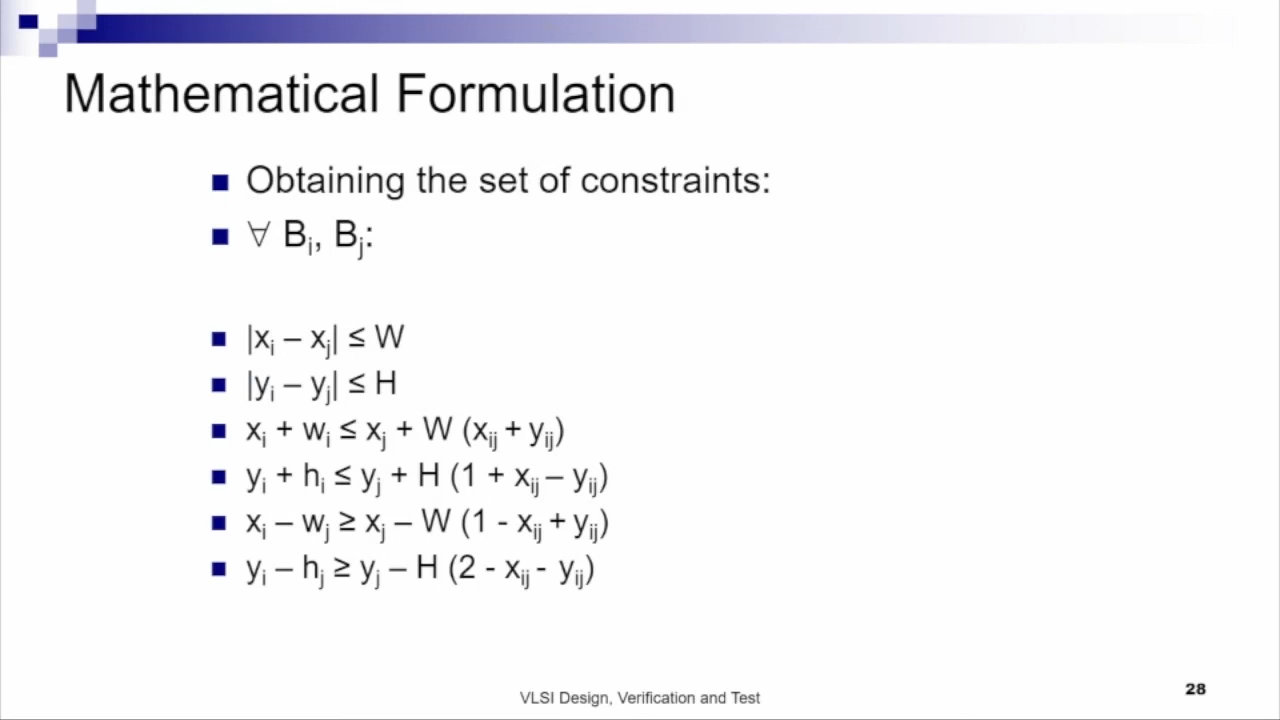 Mathematical Formulation
Obtaining the set of constraints:
∀ Bᵢ, Bⱼ:
|xᵢ – xⱼ| ≤ W
|yᵢ – yⱼ| ≤ H
xᵢ + wᵢ ≤ xⱼ + W (xᵢⱼ + yᵢⱼ)
yᵢ + hᵢ ≤ yⱼ + H (1 + xᵢⱼ – yᵢⱼ)
xᵢ – wⱼ ≥ xⱼ – W (1 - xᵢⱼ + yᵢⱼ)
yᵢ – hⱼ ≥ yⱼ – H (2 - xᵢⱼ - yᵢⱼ)
VLSI Design, Verification and Test
28